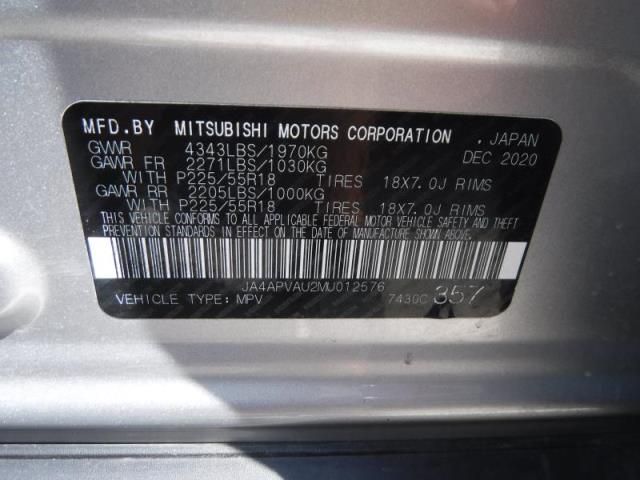 MFD.BY MITSUBISHI MOTORS CORPORATION , JAPAN
GVWR 4343LBS/1970KG DEC 2020
GAWR FR 2271LBS/1030KG
WITH P225/55R18 TIRES 18X7.0J RIMS
GAWR RR 2205LBS/1000KG
WITH P225/55R18 TIRES 18X7.0J RIMS
THIS VEHICLE CONFORMS TO ALL APPLICABLE FEDERAL MOTOR VEHICLE SAFETY AND THEFT
PREVENTION STANDARDS IN EFFECT ON THE DATE OF MANUFACTURE SHOWN ABOVE.
JA4APVAU2MU012576
VEHICLE TYPE: MPV 7430C 357